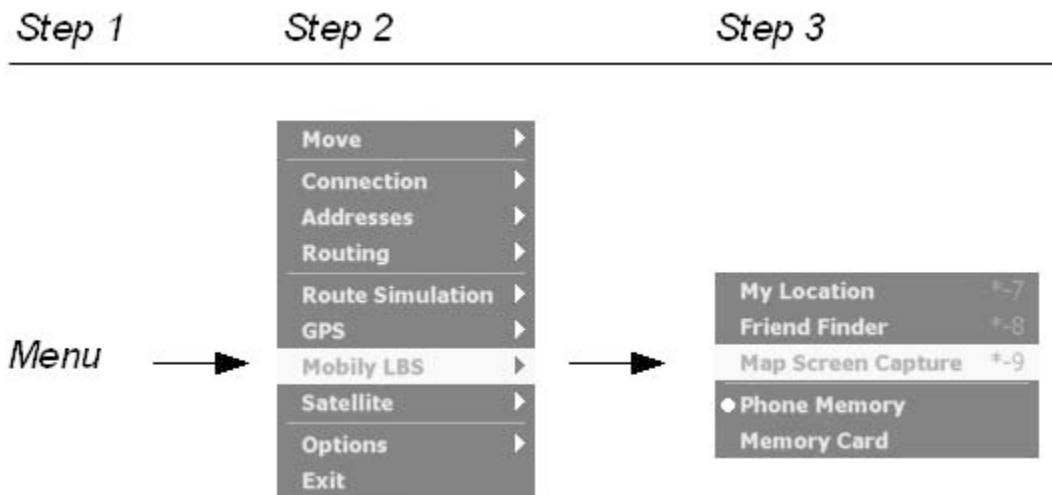 Step 1 Step 2 Step 3
Menu
Move
Connection
Addresses
Routing
Route Simulation
GPS
Mobily LBS
Satellite
Options
Exit
My Location *-7
Friend Finder *-8
Map Screen Capture *-9
Phone Memory
Memory Card